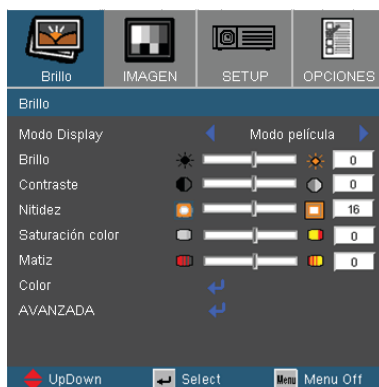 Brillo IMAGEN SETUP OPCIONES
Brillo
Modo Display Modo película
Brillo 0
Contraste 0
Nitidez 16
Saturación color 0
Matiz 0
Color
AVANZADA
UpDown Select Menu Menu Off